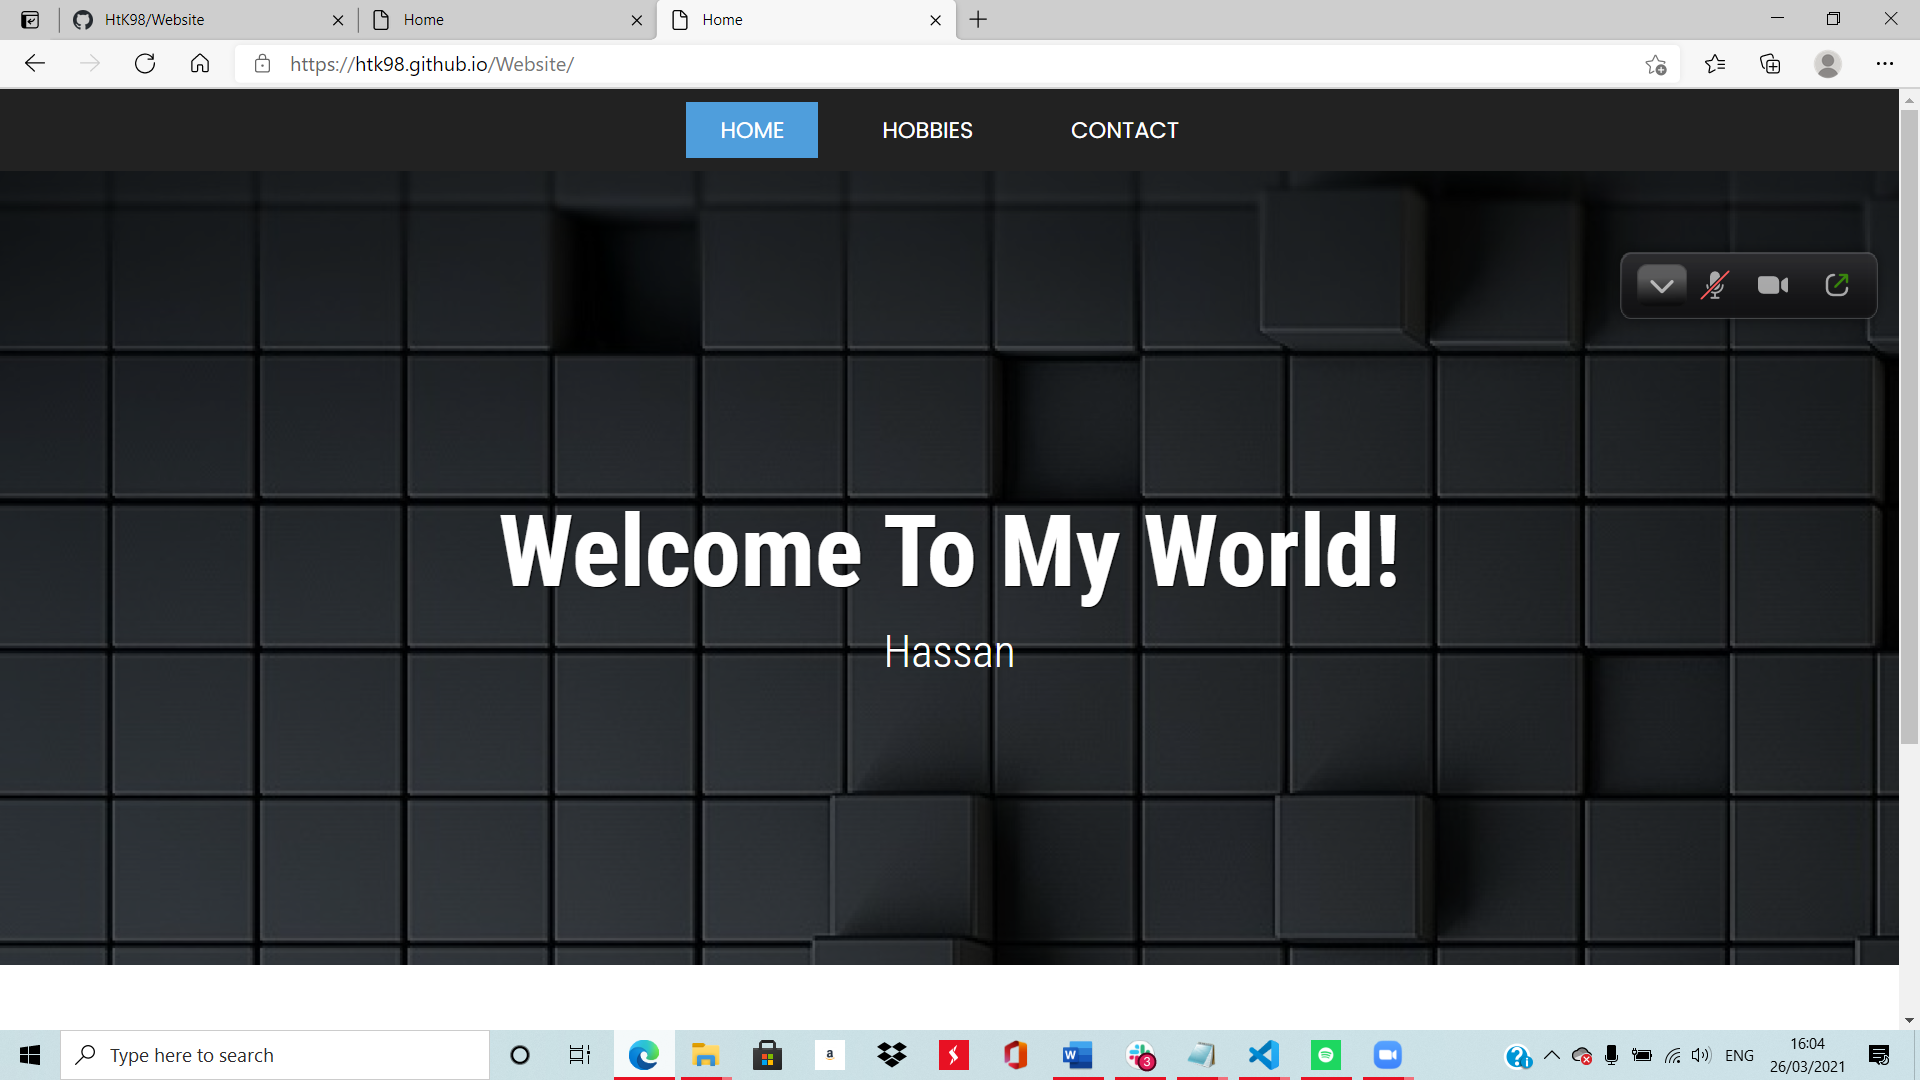 HtK98/Website
Home
Home
https://htk98.github.io/Website/
HOME HOBBIES CONTACT
Welcome To My World!
Hassan
Type here to search
a
W
3
ENG
16:04
26/03/2021